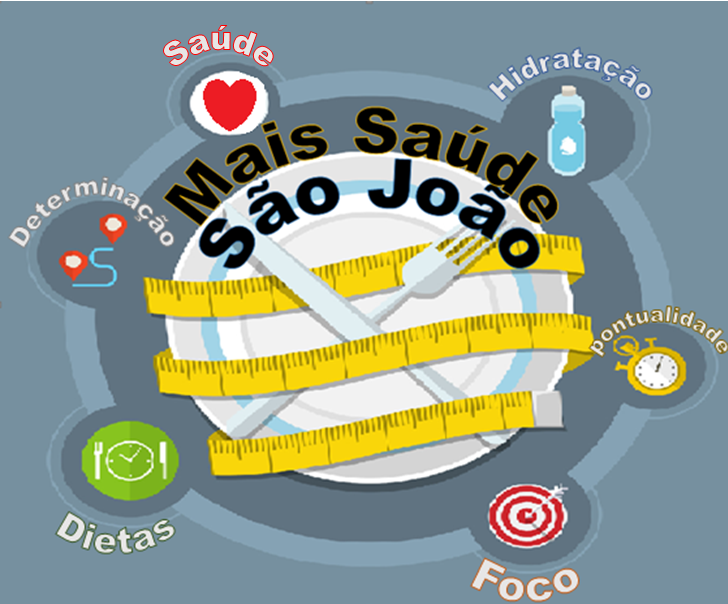 Saúde
Hidratação
Mais Saúde
São João
Determinação
pontualidade
Dietas
Foco